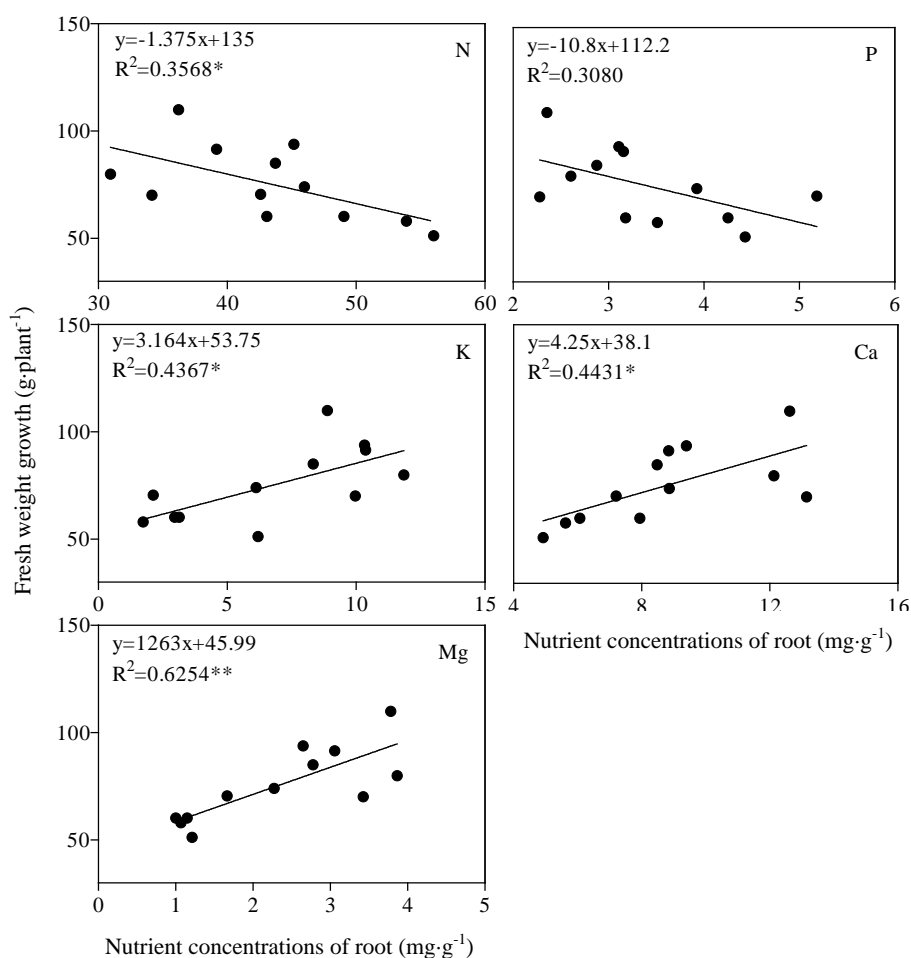 Fresh weight growth (g·plant⁻¹)
y=-1.375x+135
R²=0.3568*
N
150
100
50
30 40 50 60
y=-10.8x+112.2
R²=0.3080
P
2 3 4 5 6
y=3.164x+53.75
R²=0.4367*
K
150
100
50
0 5 10 15
y=4.25x+38.1
R²=0.4431*
Ca
4 8 12 16
Nutrient concentrations of root (mg·g⁻¹)
y=1263x+45.99
R²=0.6254**
Mg
150
100
50
0 1 2 3 4 5
Nutrient concentrations of root (mg·g⁻¹)